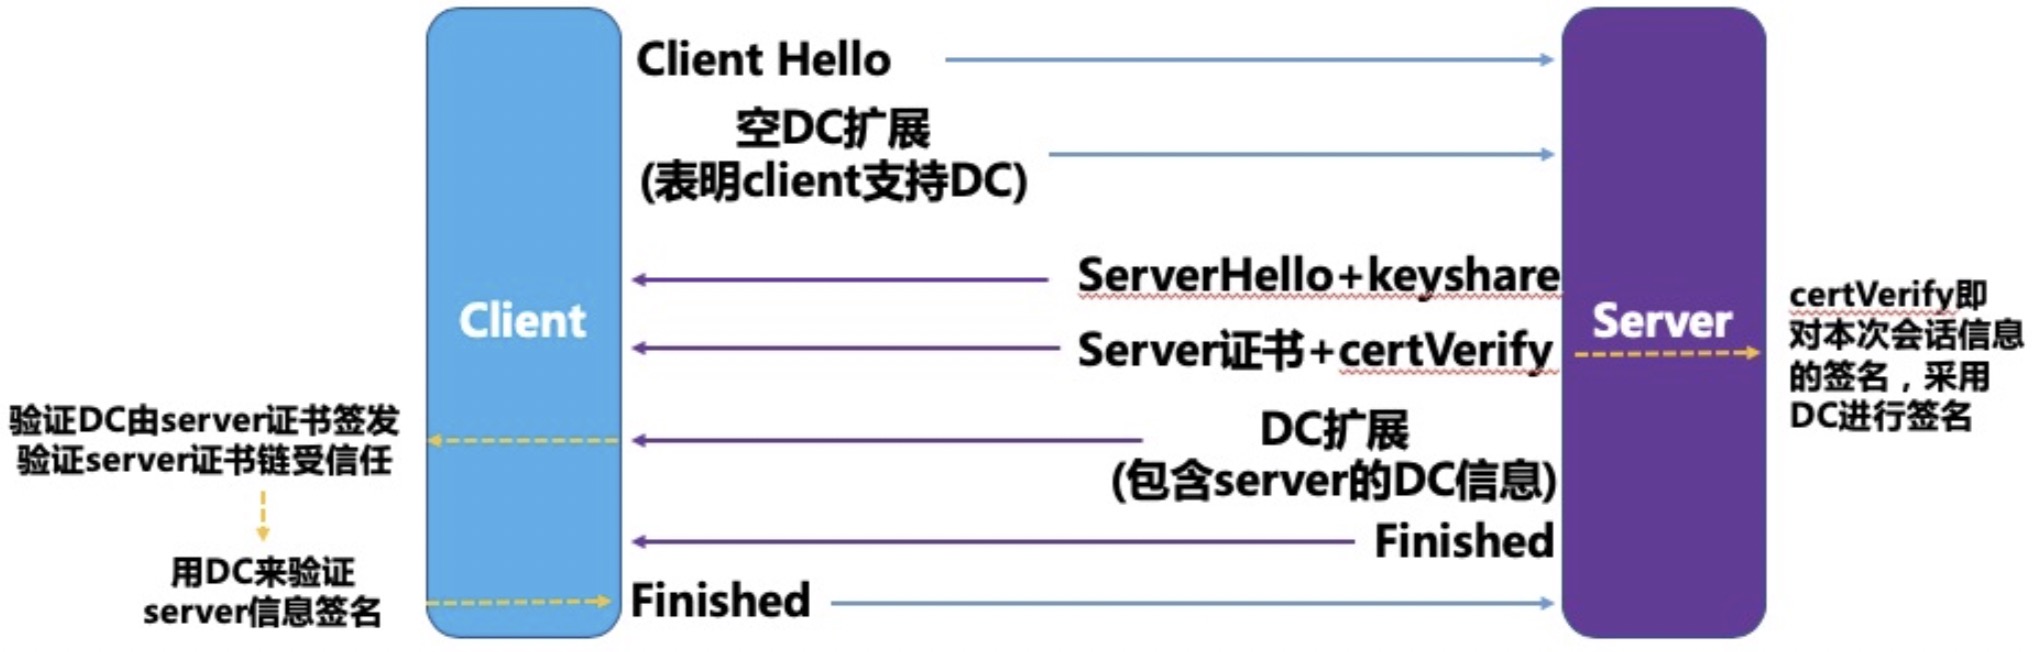 Client Hello
空DC扩展
(表明client支持DC)
ServerHello+keyshare
Client
Server
certVerify即
对本次会话信息
的签名，采用
DC进行签名
Server证书+certVerify
验证DC由server证书签发
验证server证书链受信任
DC扩展
(包含server的DC信息)
Finished
用DC来验证
server信息签名
Finished